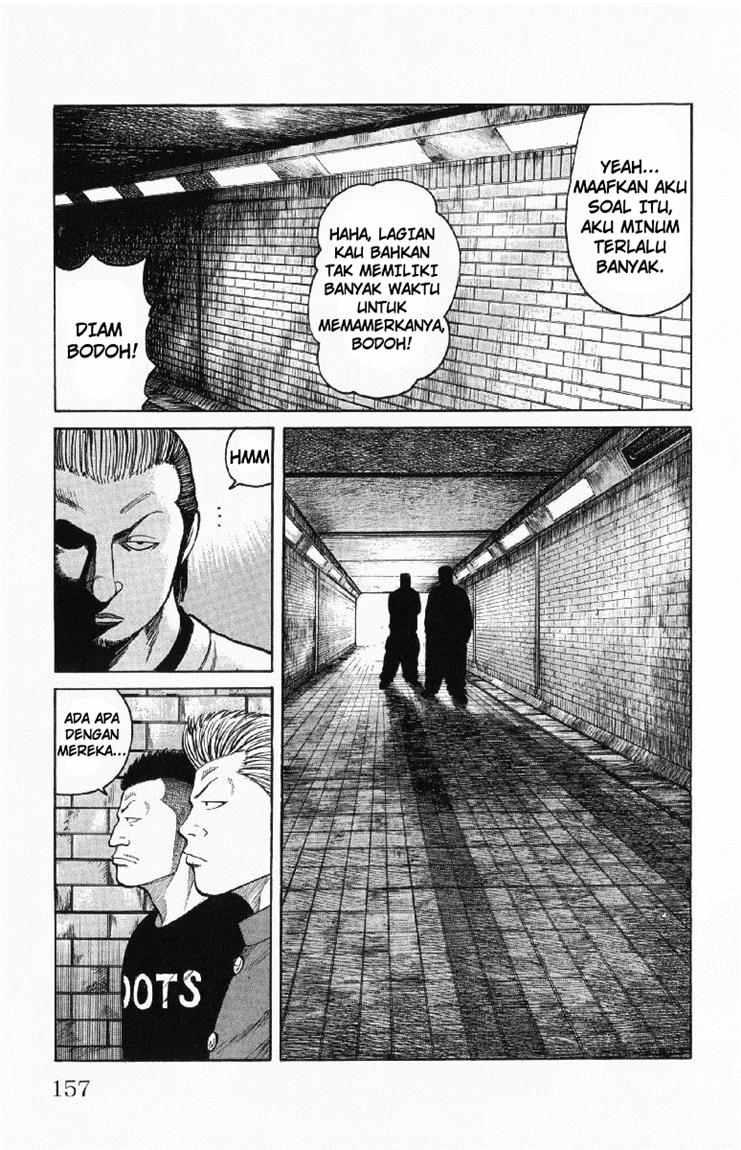 YEAH...
MAAFKAN AKU
SOAL ITU,
AKU MINUM
TERLALU
BANYAK.
HAHA, LAGIAN
KAU BAHKAN
TAK MEMILIKI
BANYAK WAKTU
UNTUK
MEMAMERKANYA,
BODOH!
DIAM
BODOH!
HMM
...
ADA APA
DENGAN
MEREKA...
OOTS
157